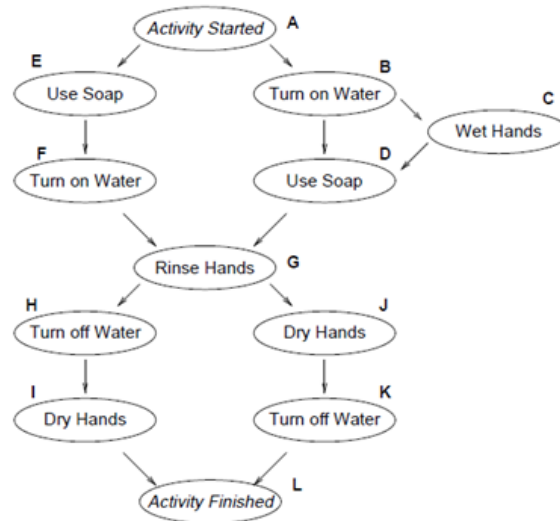 Activity Started
A
E
Use Soap
B
Turn on Water
C
Wet Hands
F
Turn on Water
D
Use Soap
Rinse Hands
G
H
Turn off Water
J
Dry Hands
I
Dry Hands
K
Turn off Water
Activity Finished
L